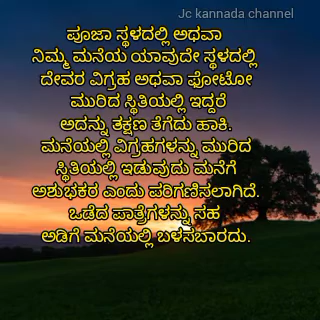 Jc kannada channel
ಪೂಜಾ ಸ್ಥಳದಲ್ಲಿ ಅಥವಾ
ನಿಮ್ಮ ಮನೆಯ ಯಾವುದೇ ಸ್ಥಳದಲ್ಲಿ
ದೇವರ ವಿಗ್ರಹ ಅಥವಾ ಫೋಟೋ
ಮುರಿದ ಸ್ಥಿತಿಯಲ್ಲಿ ಇದ್ದರೆ
ಅದನ್ನು ತಕ್ಷಣ ತೆಗೆದು ಹಾಕಿ.
ಮನೆಯಲ್ಲಿ ವಿಗ್ರಹಗಳನ್ನು ಮುರಿದ
ಸ್ಥಿತಿಯಲ್ಲಿ ಇಡುವುದು ಮನೆಗೆ
ಅಶುಭಕರ ಎಂದು ಪರಿಗಣಿಸಲಾಗಿದೆ.
ಒಡೆದ ಪಾತ್ರೆಗಳನ್ನು ಸಹ
ಅಡಿಗೆ ಮನೆಯಲ್ಲಿ ಬಳಸಬಾರದು.